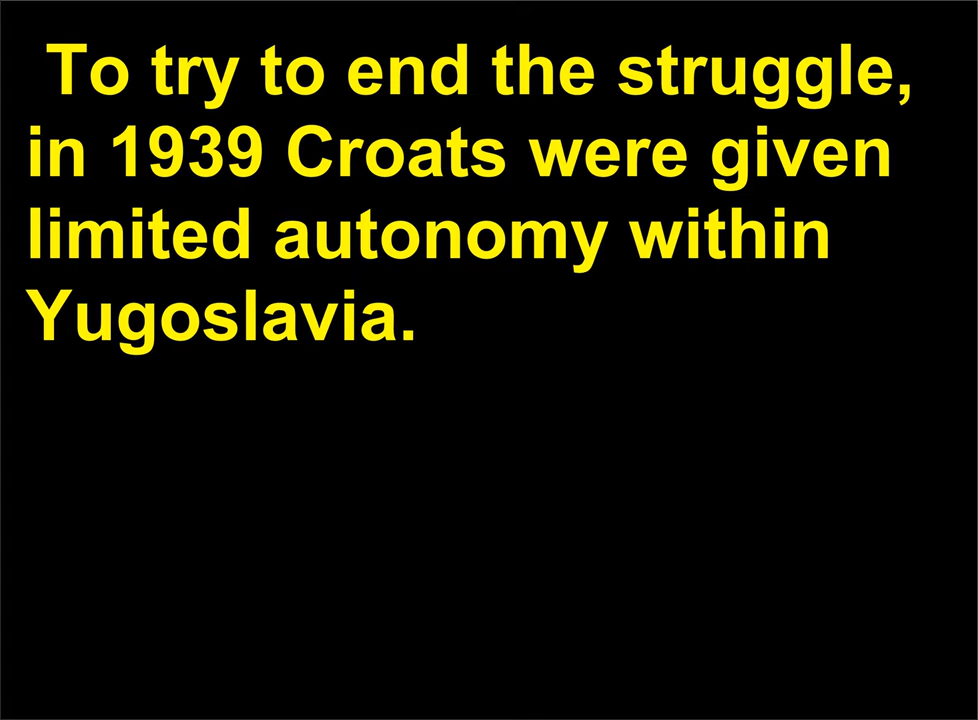 To try to end the struggle,
in 1939 Croats were given
limited autonomy within
Yugoslavia.